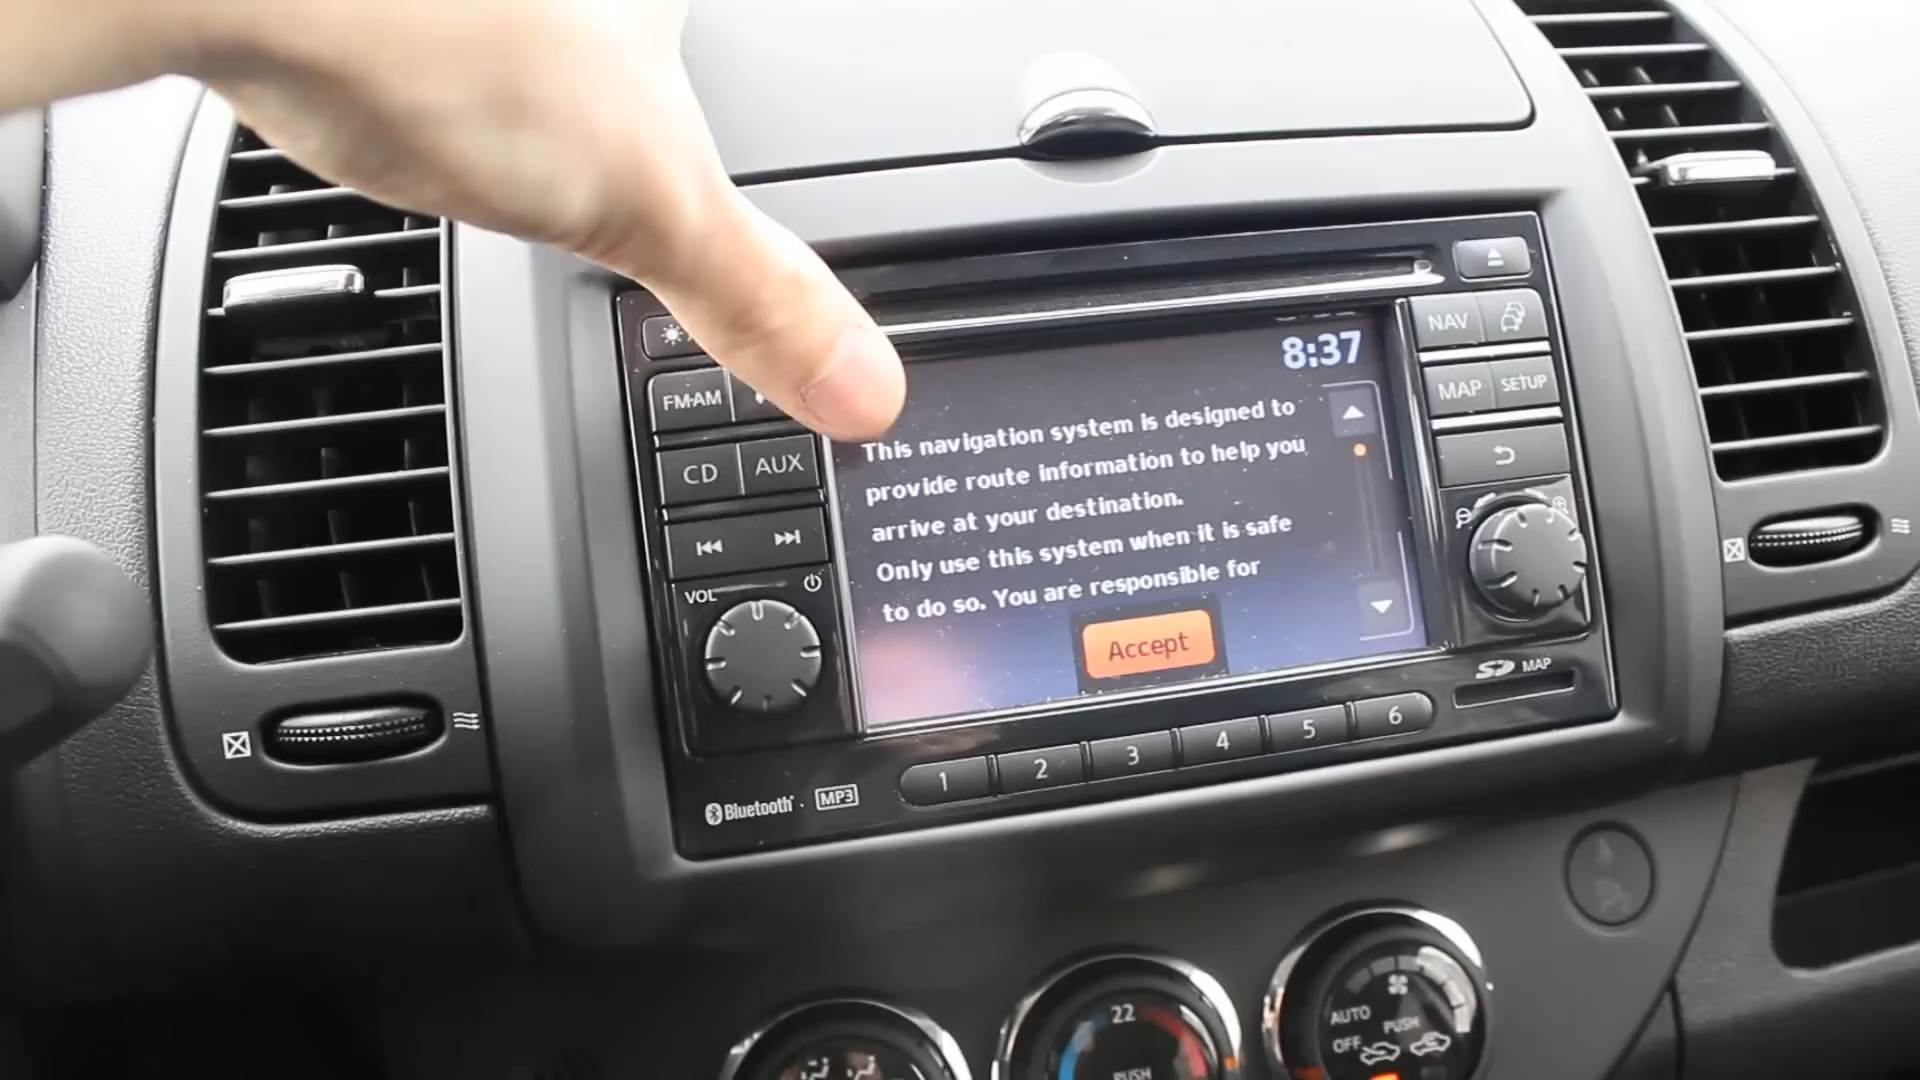 8:37
NAV
FM·AM
MAP
SETUP
This navigation system is designed to
provide route information to help you
arrive at your destination.
Only use this system when it is safe
to do so. You are responsible for
Accept
CD
AUX
VOL
SD MAP
1
2
3
4
5
6
Bluetooth
MP3
22
PUSH
AUTO
OFF
PUSH